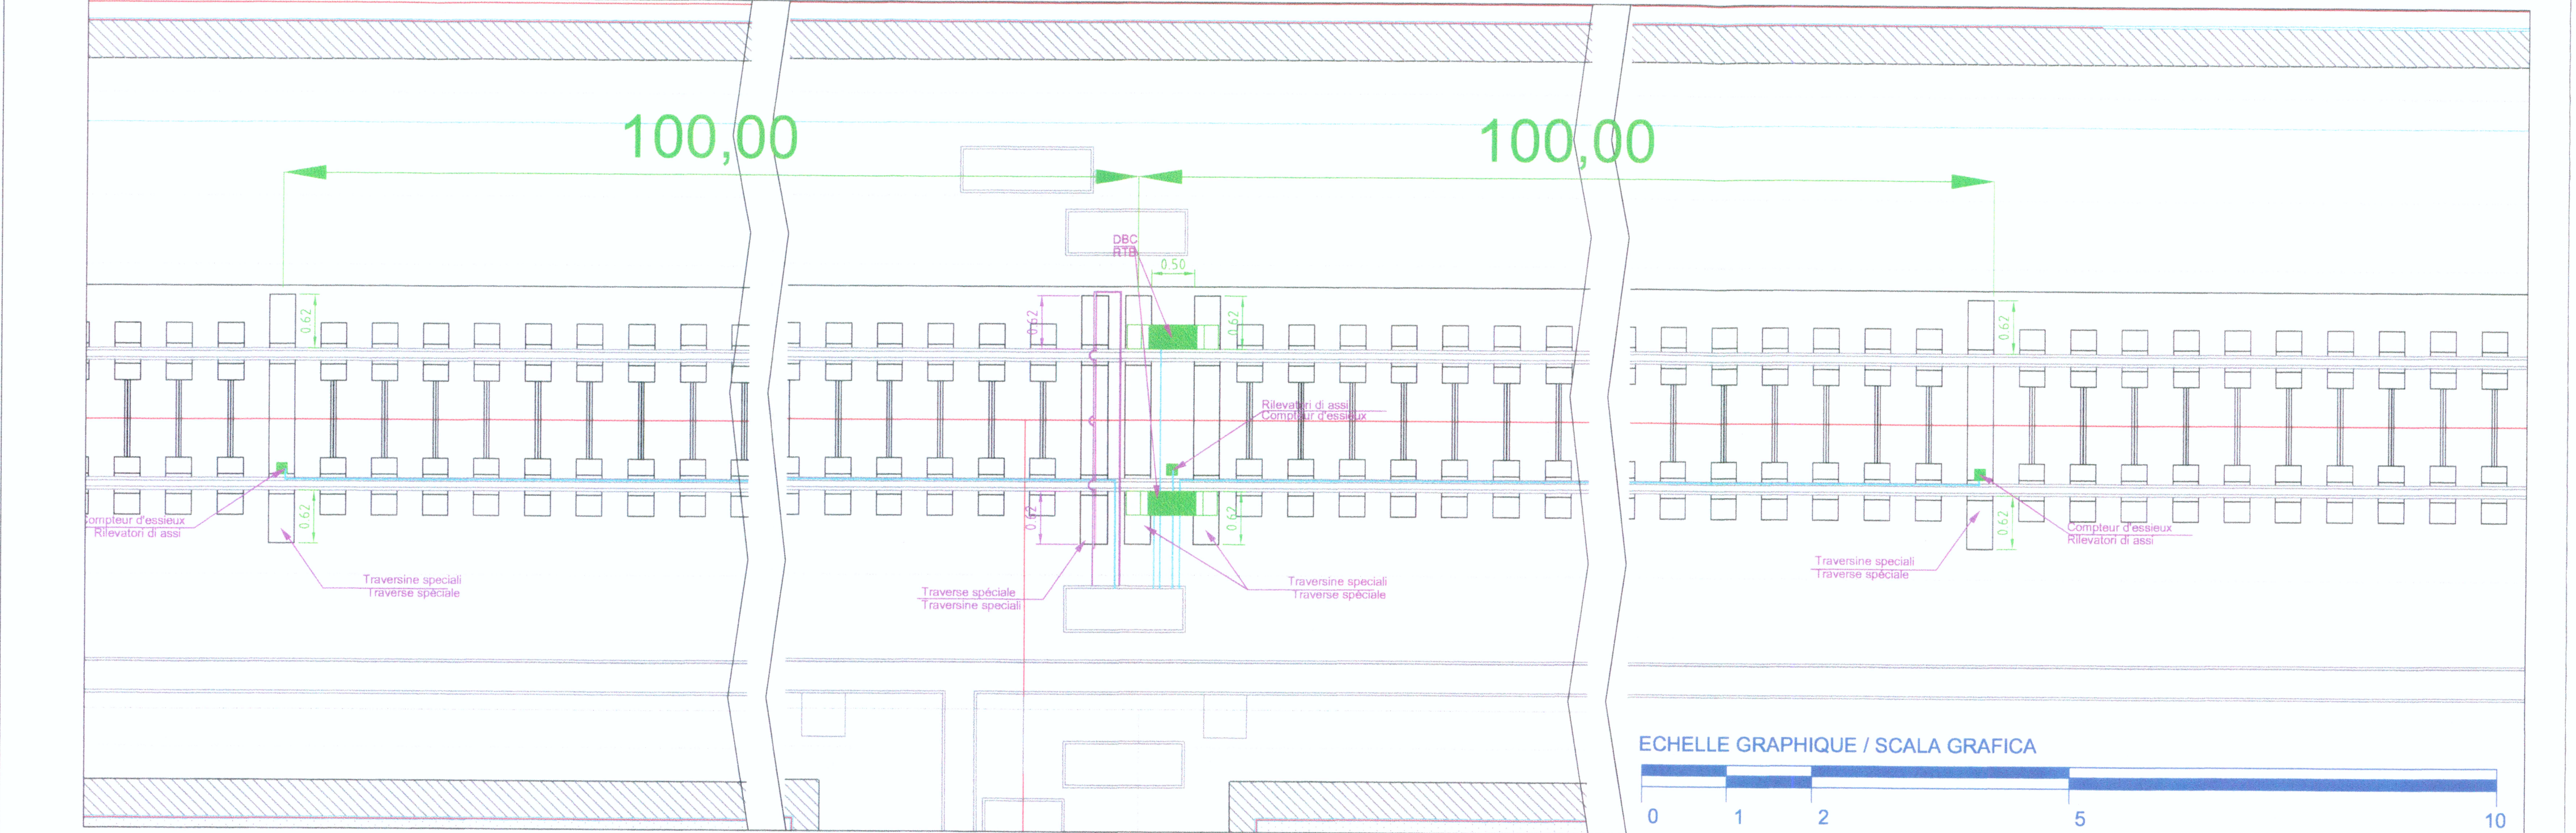 100,00
100,00
DBC
RTB
0.50
0.62
0.62
0.62
0.62
Rilevatori di assi
Compteur d'essieux
Compteur d'essieux
Rilevatori di assi
0.62
0.62
0.62
0.62
Compteur d'essieux
Rilevatori di assi
Traversine speciali
Traverse spéciale
Traverse spéciale
Traversine speciali
Traversine speciali
Traverse spéciale
Traversine speciali
Traverse spéciale
ECHELLE GRAPHIQUE / SCALA GRAFICA
0 1 2 5 10